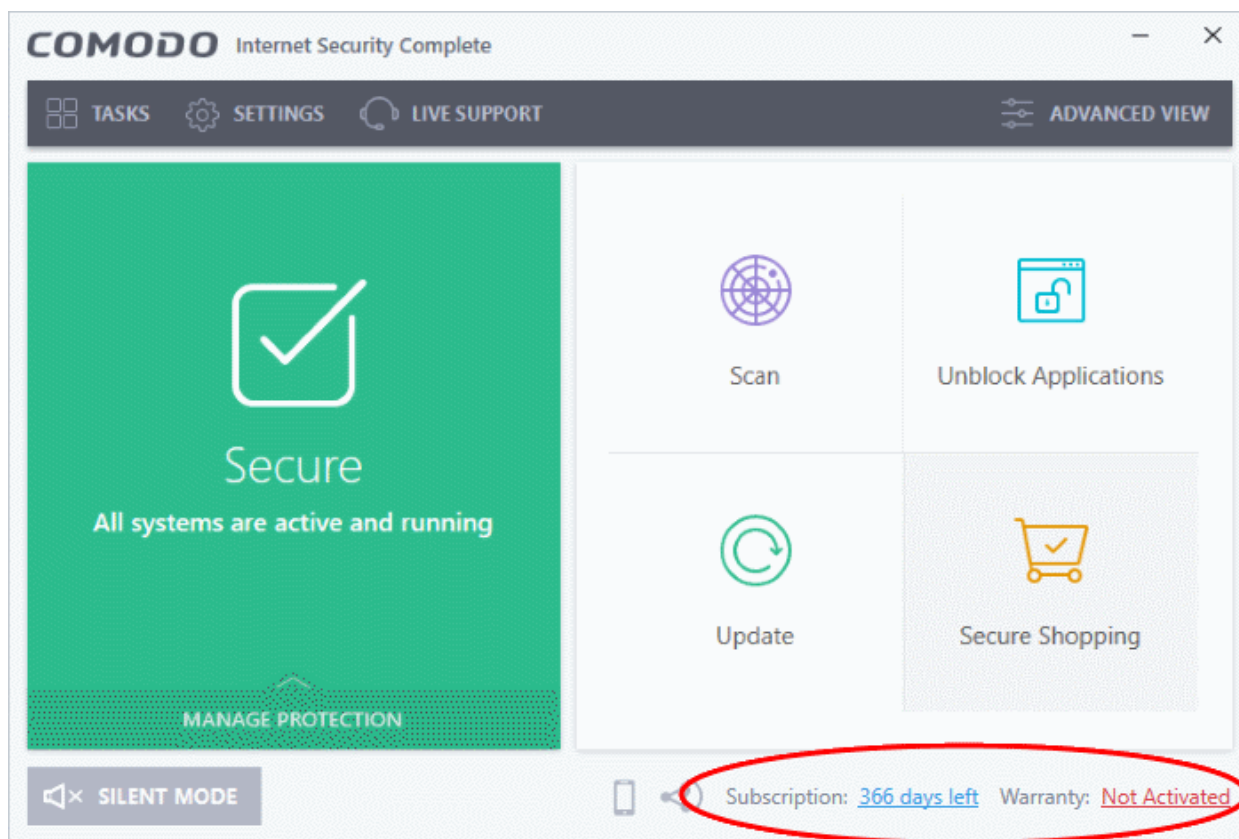 COMODO Internet Security Complete
TASKS SETTINGS LIVE SUPPORT ADVANCED VIEW
Secure
All systems are active and running
MANAGE PROTECTION
Scan
Unblock Applications
Update
Secure Shopping
SILENT MODE
Subscription: 366 days left Warranty: Not Activated